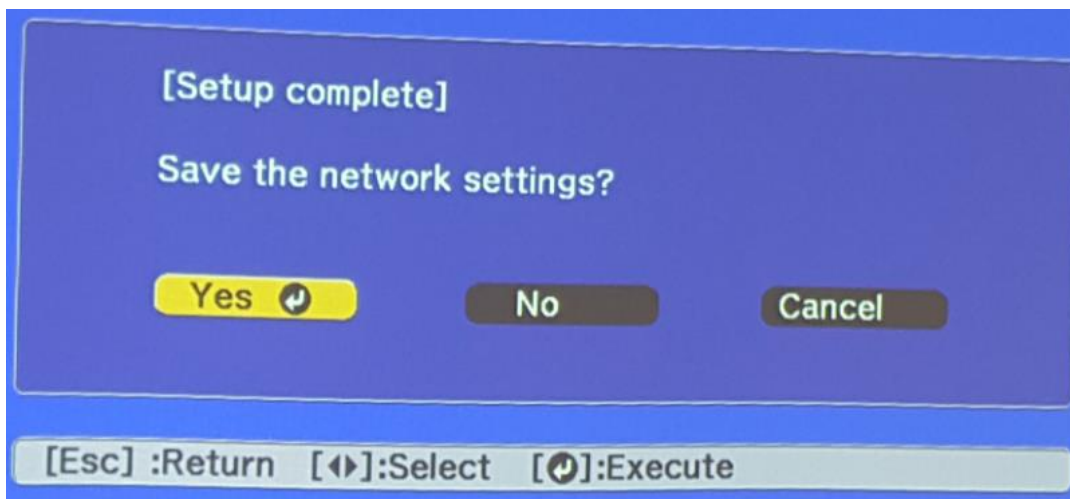 [Setup complete]
Save the network settings?
Yes
No
Cancel
[Esc] :Return [◀▶]:Select [↵]:Execute